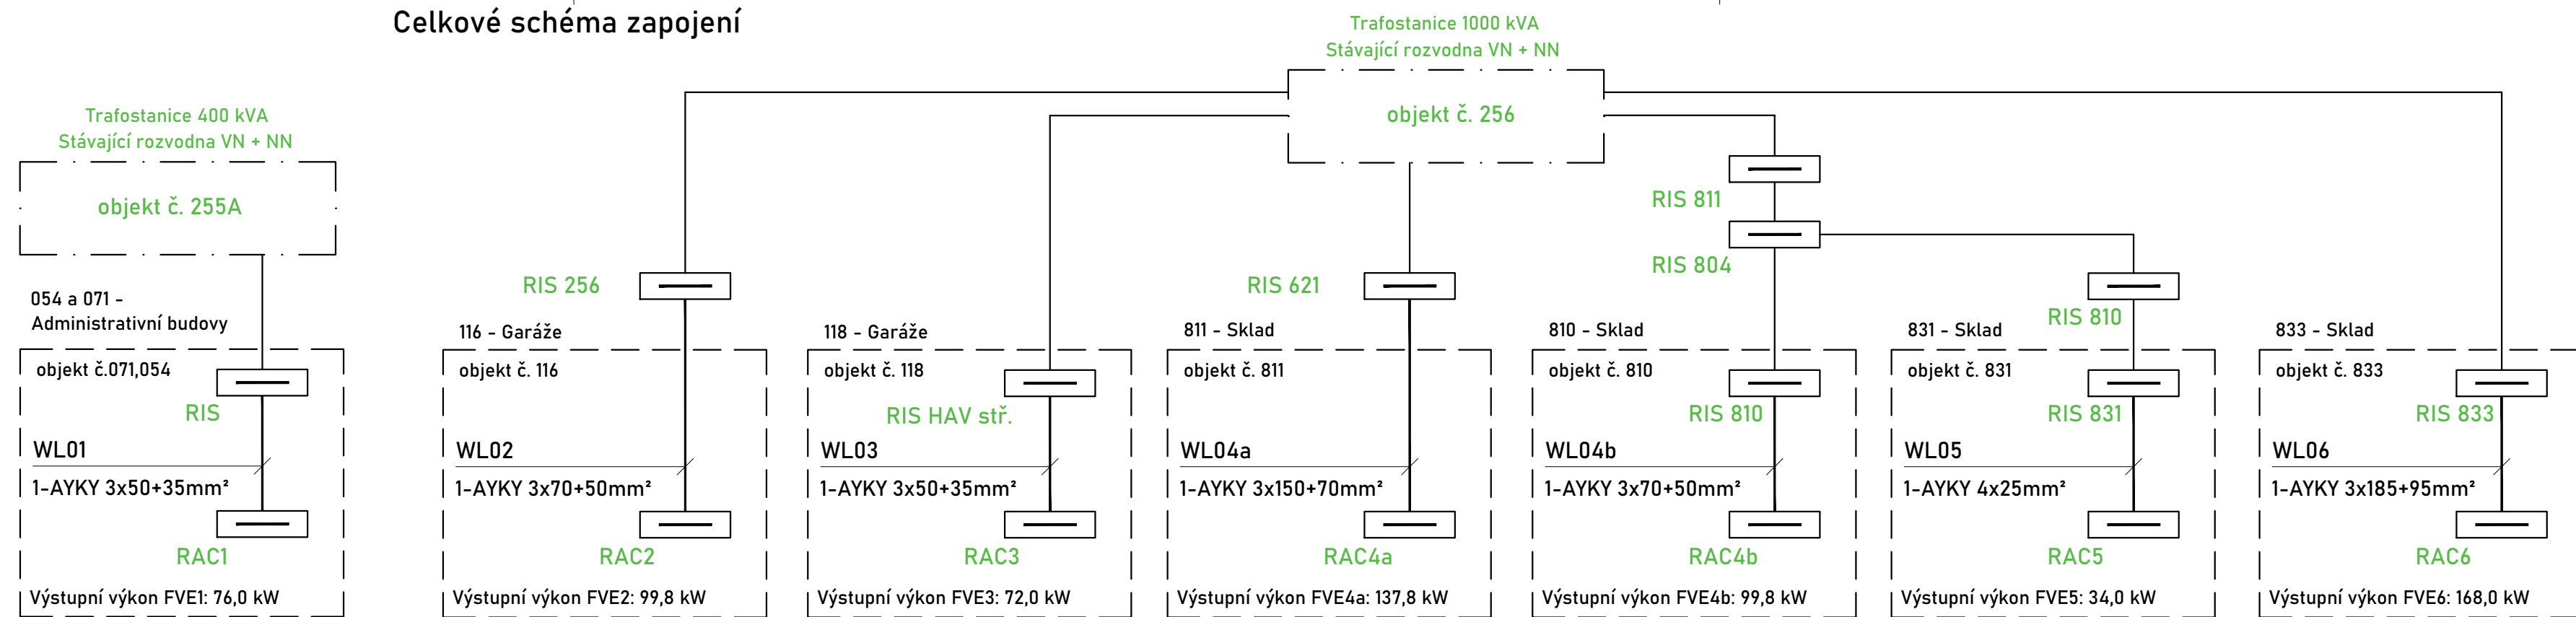 Celkové schéma zapojení
Trafostanice 1000 kVA
Stávající rozvodna VN + NN
objekt č. 256
Trafostanice 400 kVA
Stávající rozvodna VN + NN
objekt č. 255A
RIS 811
RIS 804
RIS 256
RIS 621
RIS 810
054 a 071 -
Administrativní budovy
objekt č.071,054
RIS
WL01
1-AYKY 3x50+35mm²
RAC1
Výstupní výkon FVE1: 76,0 kW
116 - Garáže
objekt č. 116
WL02
1-AYKY 3x70+50mm²
RAC2
Výstupní výkon FVE2: 99,8 kW
118 - Garáže
objekt č. 118
RIS HAV stř.
WL03
1-AYKY 3x50+35mm²
RAC3
Výstupní výkon FVE3: 72,0 kW
811 - Sklad
objekt č. 811
WL04a
1-AYKY 3x150+70mm²
RAC4a
Výstupní výkon FVE4a: 137,8 kW
810 - Sklad
objekt č. 810
RIS 810
WL04b
1-AYKY 3x70+50mm²
RAC4b
Výstupní výkon FVE4b: 99,8 kW
831 - Sklad
objekt č. 831
RIS 831
WL05
1-AYKY 4x25mm²
RAC5
Výstupní výkon FVE5: 34,0 kW
833 - Sklad
objekt č. 833
RIS 833
WL06
1-AYKY 3x185+95mm²
RAC6
Výstupní výkon FVE6: 168,0 kW